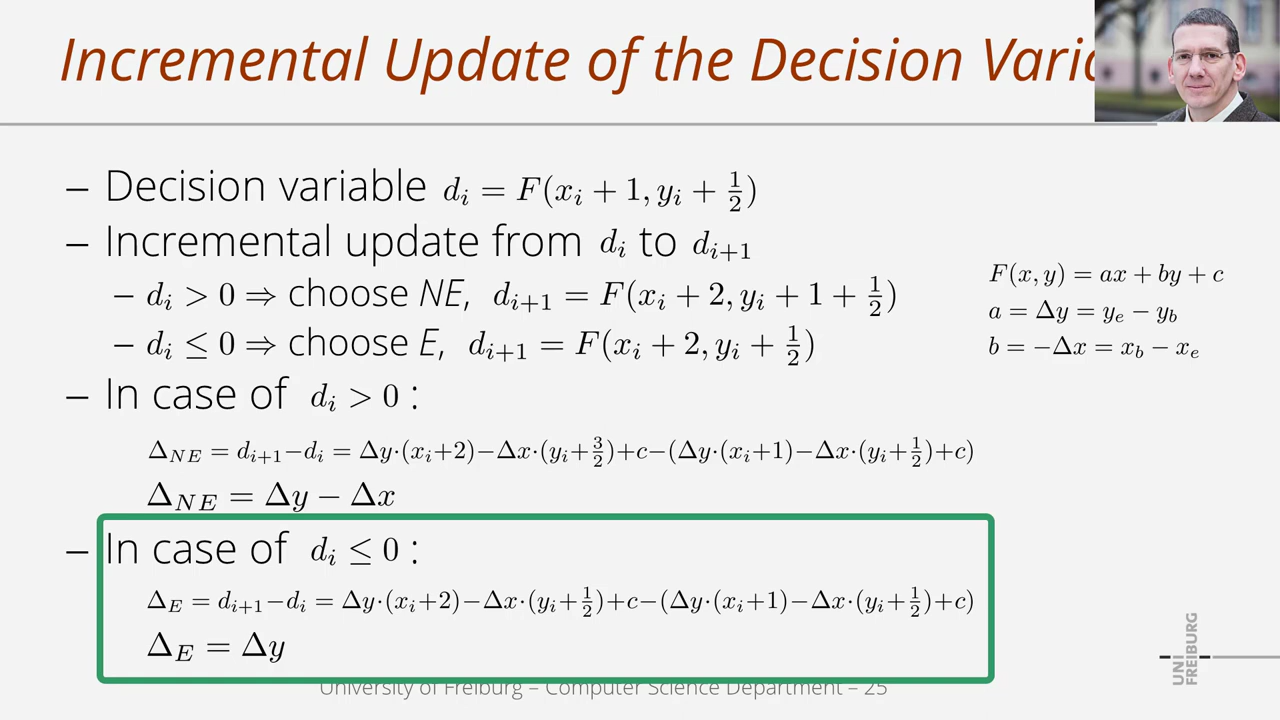 Incremental Update of the Decision Varia
– Decision variable d_i = F(x_i + 1, y_i + 1/2)
– Incremental update from d_i to d_{i+1}
– d_i > 0 ⇒ choose NE, d_{i+1} = F(x_i + 2, y_i + 1 + 1/2)
– d_i ≤ 0 ⇒ choose E, d_{i+1} = F(x_i + 2, y_i + 1/2)
F(x, y) = ax + by + c
a = Δy = y_e − y_b
b = −Δx = x_b − x_e
– In case of d_i > 0 :
Δ_{NE} = d_{i+1}−d_i = Δy·(x_i+2)−Δx·(y_i+3/2)+c−(Δy·(x_i+1)−Δx·(y_i+1/2)+c)
Δ_{NE} = Δy − Δx
– In case of d_i ≤ 0 :
Δ_E = d_{i+1}−d_i = Δy·(x_i+2)−Δx·(y_i+1/2)+c−(Δy·(x_i+1)−Δx·(y_i+1/2)+c)
Δ_E = Δy
University of Freiburg – Computer Science Department – 25
UNI
FREIBURG